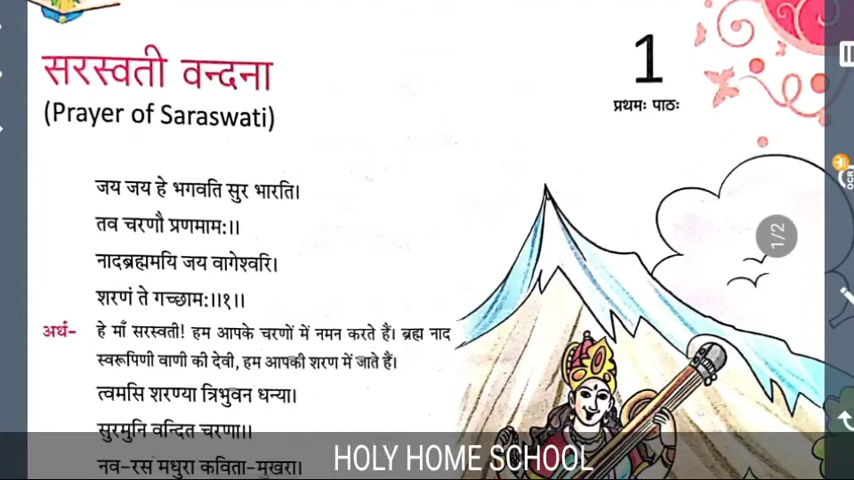 सरस्वती वन्दना
(Prayer of Saraswati)
1
प्रथमः पाठः
जय जय हे भगवति सुर भारति।
तव चरणौ प्रणमामः।।
नादब्रह्ममयि जय वागेश्वरि।
शरणं ते गच्छामः।।१।।
अर्थ- हे माँ सरस्वती! हम आपके चरणों में नमन करते हैं। ब्रह्म नाद
स्वरूपिणी वाणी की देवी, हम आपकी शरण में जाते हैं।
त्वमसि शरण्या त्रिभुवन धन्या।
सुरमुनि वन्दित चरणा।।
नव-रस मधुरा कविता-मुखरा।
1/2
OCR
HOLY HOME SCHOOL